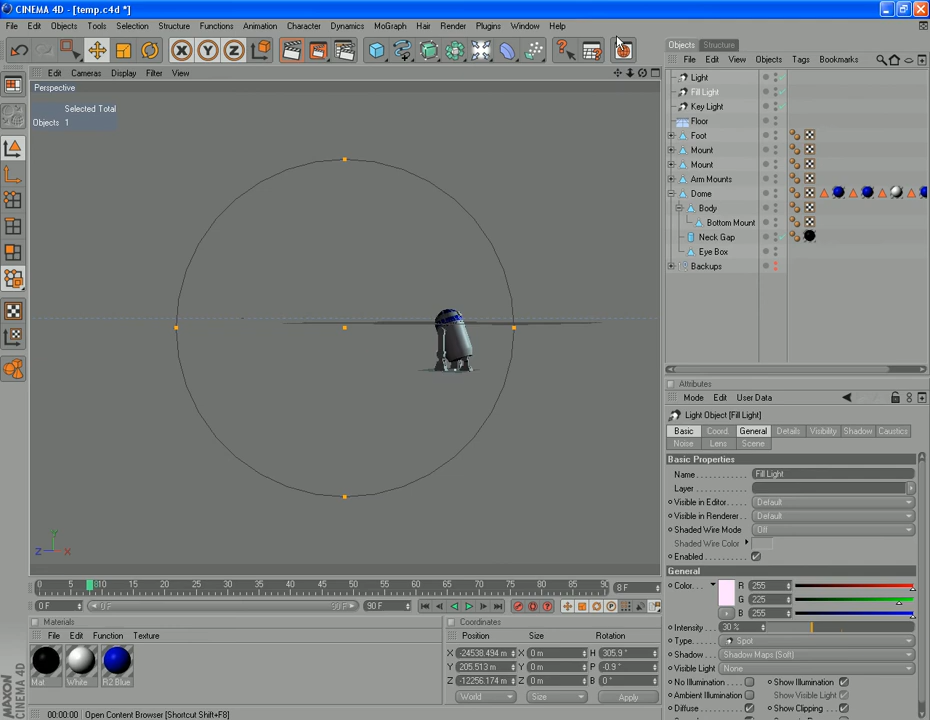 CINEMA 4D - [temp.c4d *]
File Edit Objects Tools Selection Structure Functions Animation Character Dynamics MoGraph Hair Render Plugins Window Help
Objects Structure
Edit Cameras Display Filter View
File Edit View Objects Tags Bookmarks
Perspective
Selected Total
Objects 1
Light
Fill Light
Key Light
Floor
Foot
Mount
Mount
Arm Mounts
Dome
Body
Bottom Mount
Neck Gap
Eye Box
Backups
Y
Z X
Attributes
Mode Edit User Data
Light Object [Fill Light]
Basic Coord. General Details Visibility Shadow Caustics
Noise Lens Scene
Basic Properties
Name Fill Light
Layer
Visible in Editor Default
Visible in Renderer Default
Shaded Wire Mode Off
Shaded Wire Color
Enabled
General
Color R 255
G 225
B 255
Intensity 30 %
Type Spot
Shadow Shadow Maps (Soft)
Visible Light None
No Illumination Show Illumination
Ambient Illumination Show Visible Light
Diffuse Show Clipping
0 5 10 15 20 25 30 35 40 45 50 55 60 65 70 75 80 85 90 8 F
0 F 0 F 90 F 90 F
Materials
File Edit Function Texture
Mat White R2 Blue
Coordinates
Position Size Rotation
X -24538.494 m X 0 m H 305.9 °
Y 205.513 m Y 0 m P -0.9 °
Z -12256.174 m Z 0 m B 0 °
World Size Apply
MAXON
CINEMA 4D
00:00:00 Open Content Browser [Shortcut Shift+F8]